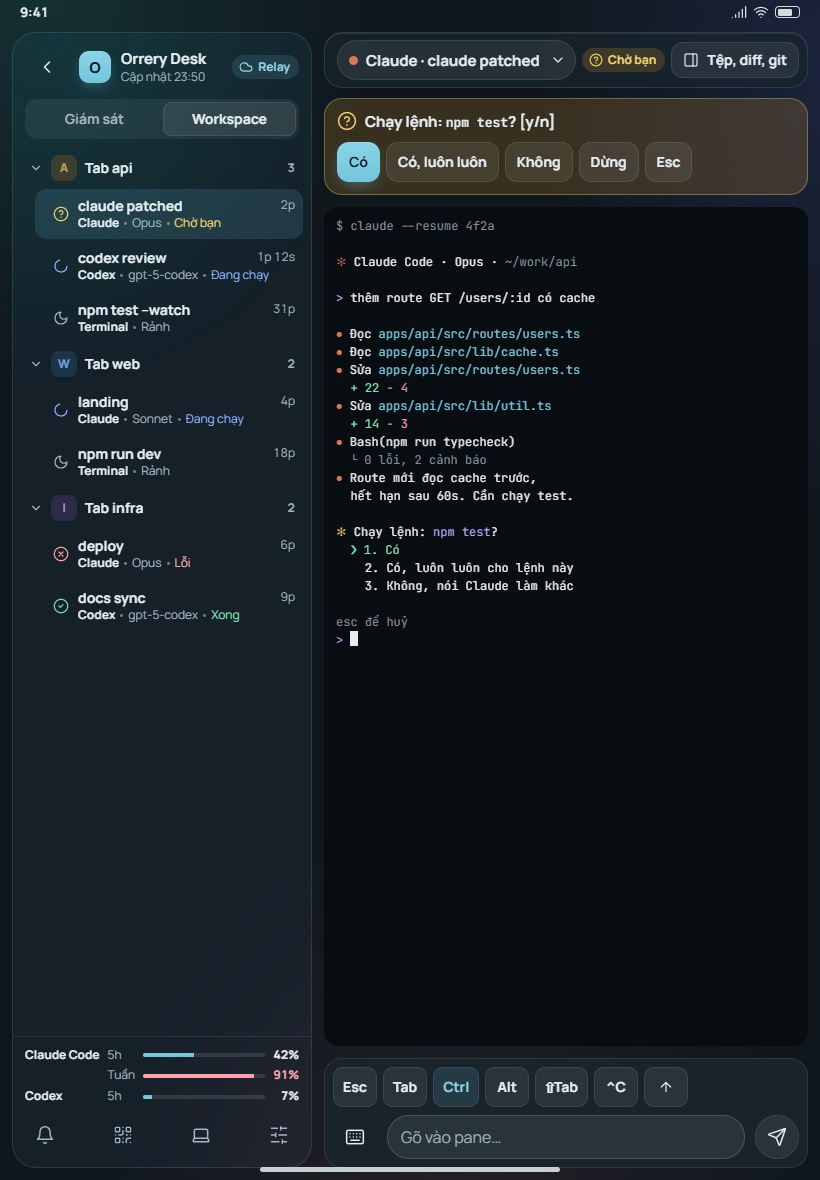 9:41
O
Orrery Desk
Cập nhật 23:50
Relay
Giám sát
Workspace
A
Tab api
3
claude patched
2p
Claude • Opus • Chờ bạn
codex review
1p 12s
Codex • gpt-5-codex • Đang chạy
npm test –watch
31p
Terminal • Rảnh
W
Tab web
2
landing
4p
Claude • Sonnet • Đang chạy
npm run dev
18p
Terminal • Rảnh
I
Tab infra
2
deploy
6p
Claude • Opus • Lỗi
docs sync
9p
Codex • gpt-5-codex • Xong
Claude Code 5h 42%
Tuần 91%
Codex 5h 7%
Claude · claude patched
Chờ bạn
Tệp, diff, git
Chạy lệnh: npm test? [y/n]
Có
Có, luôn luôn
Không
Dừng
Esc
$ claude --resume 4f2a
✻ Claude Code · Opus · ~/work/api
> thêm route GET /users/:id có cache
● Đọc apps/api/src/routes/users.ts
● Đọc apps/api/src/lib/cache.ts
● Sửa apps/api/src/routes/users.ts
+ 22 - 4
● Sửa apps/api/src/lib/util.ts
+ 14 - 3
● Bash(npm run typecheck)
└ 0 lỗi, 2 cảnh báo
● Route mới đọc cache trước,
hết hạn sau 60s. Cần chạy test.
✻ Chạy lệnh: npm test?
❯ 1. Có
2. Có, luôn luôn cho lệnh này
3. Không, nói Claude làm khác
esc để huỷ
>
Esc
Tab
Ctrl
Alt
⇧Tab
^C
↑
Gõ vào pane…